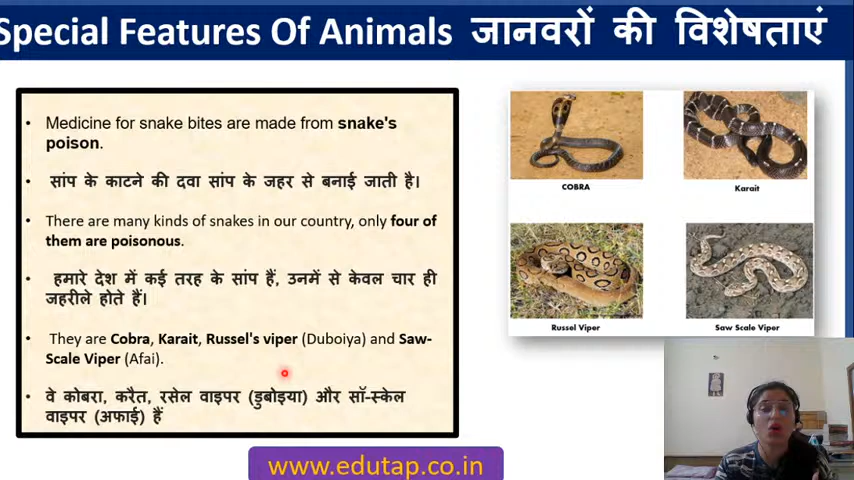 Special Features Of Animals जानवरों की विशेषताएं
• Medicine for snake bites are made from snake's
poison.
• सांप के काटने की दवा सांप के जहर से बनाई जाती है।
• There are many kinds of snakes in our country, only four of
them are poisonous.
• हमारे देश में कई तरह के सांप हैं, उनमें से केवल चार ही
जहरीले होते हैं।
• They are Cobra, Karait, Russel's viper (Duboiya) and Saw-
Scale Viper (Afai).
• वे कोबरा, करैत, रसेल वाइपर (डुबोइया) और सॉ-स्केल
वाइपर (अफाई) हैं
COBRA
Karait
Russel Viper
Saw Scale Viper
www.edutap.co.in